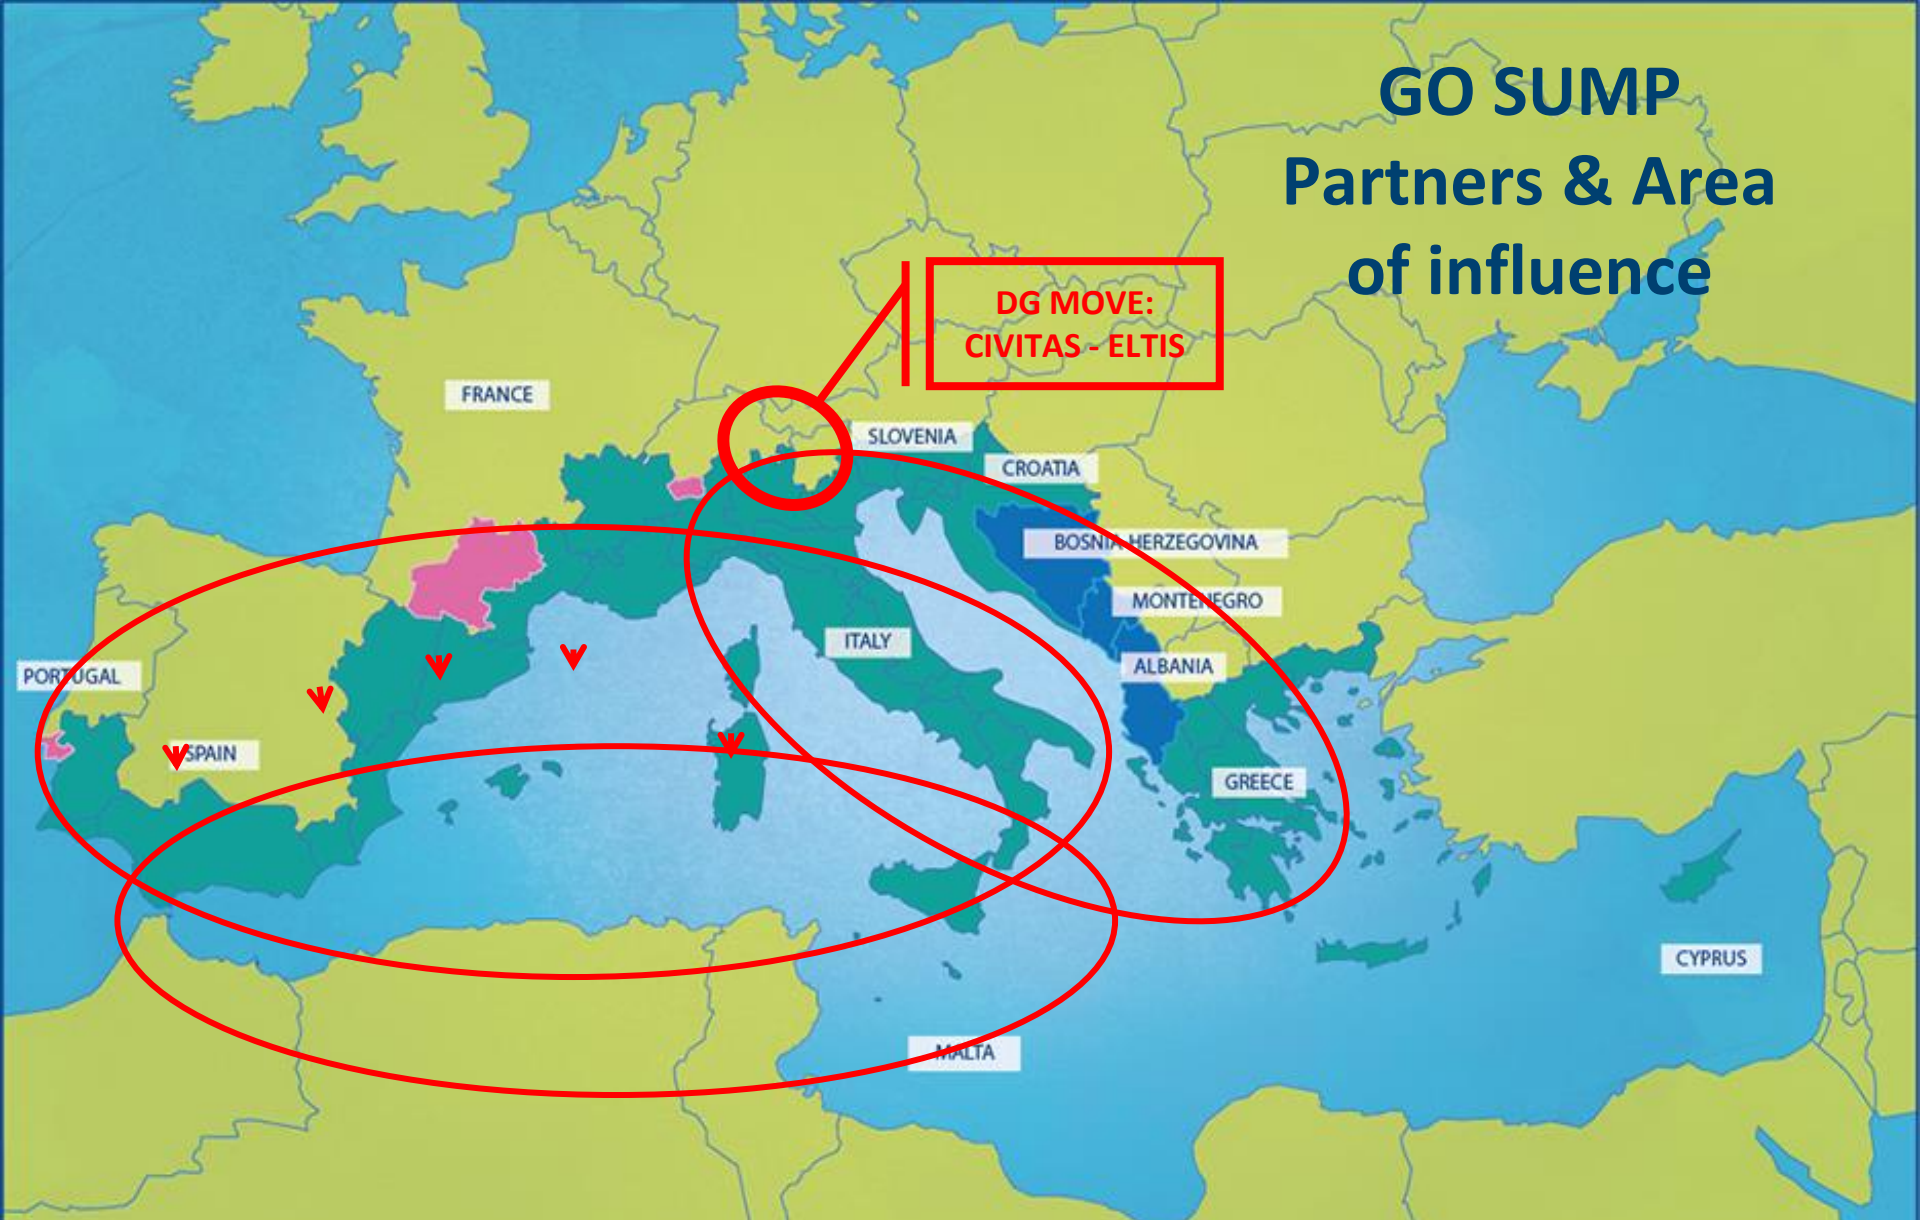 GO SUMP
Partners & Area
of influence
DG MOVE:
CIVITAS - ELTIS
FRANCE
SLOVENIA
CROATIA
BOSNIA-HERZEGOVINA
MONTENEGRO
ITALY
ALBANIA
PORTUGAL
SPAIN
GREECE
CYPRUS
MALTA